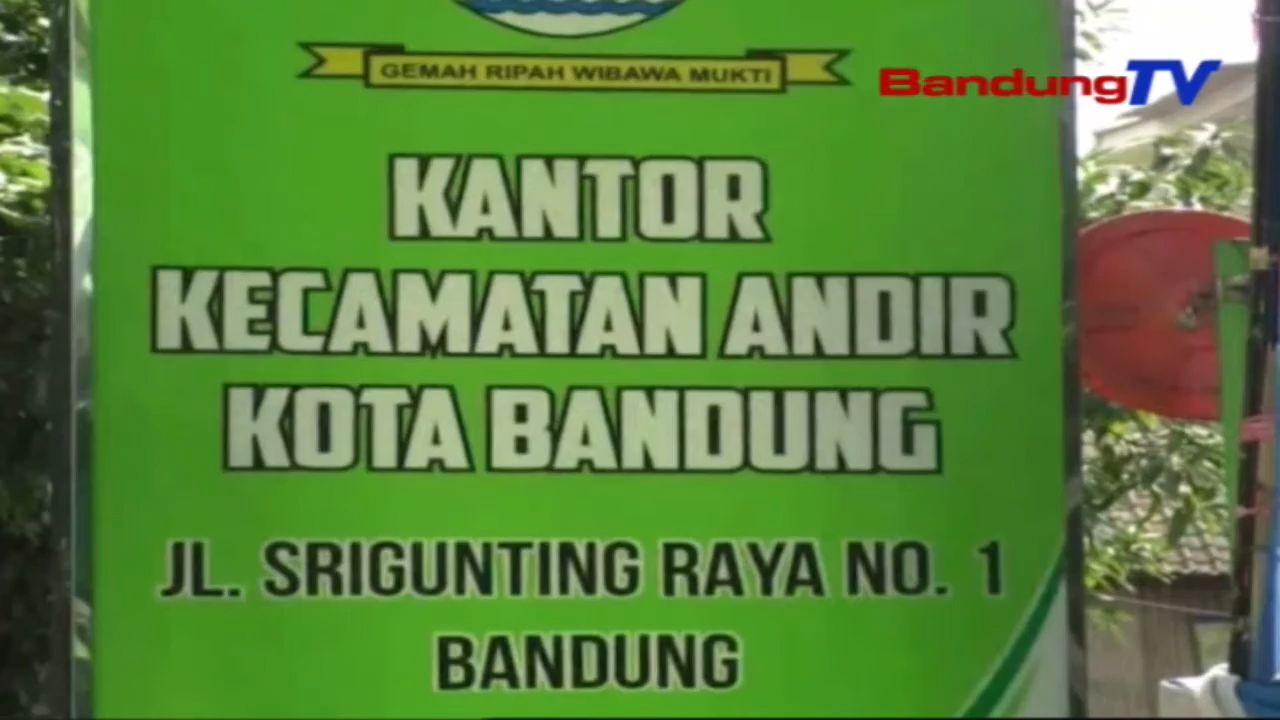 GEMAH RIPAH WIBAWA MUKTI
BandungTV
KANTOR
KECAMATAN ANDIR
KOTA BANDUNG
JL. SRIGUNTING RAYA NO. 1
BANDUNG